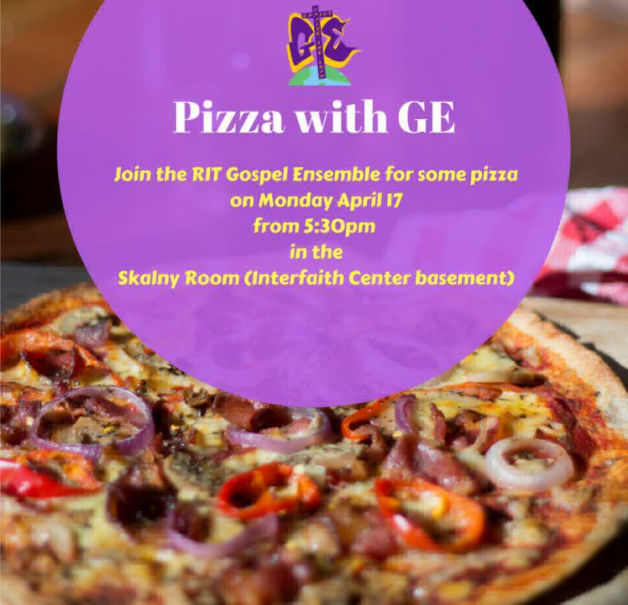 GE
Pizza with GE
Join the RIT Gospel Ensemble for some pizza
on Monday April 17
from 5:30pm
in the
Skalny Room (Interfaith Center basement)